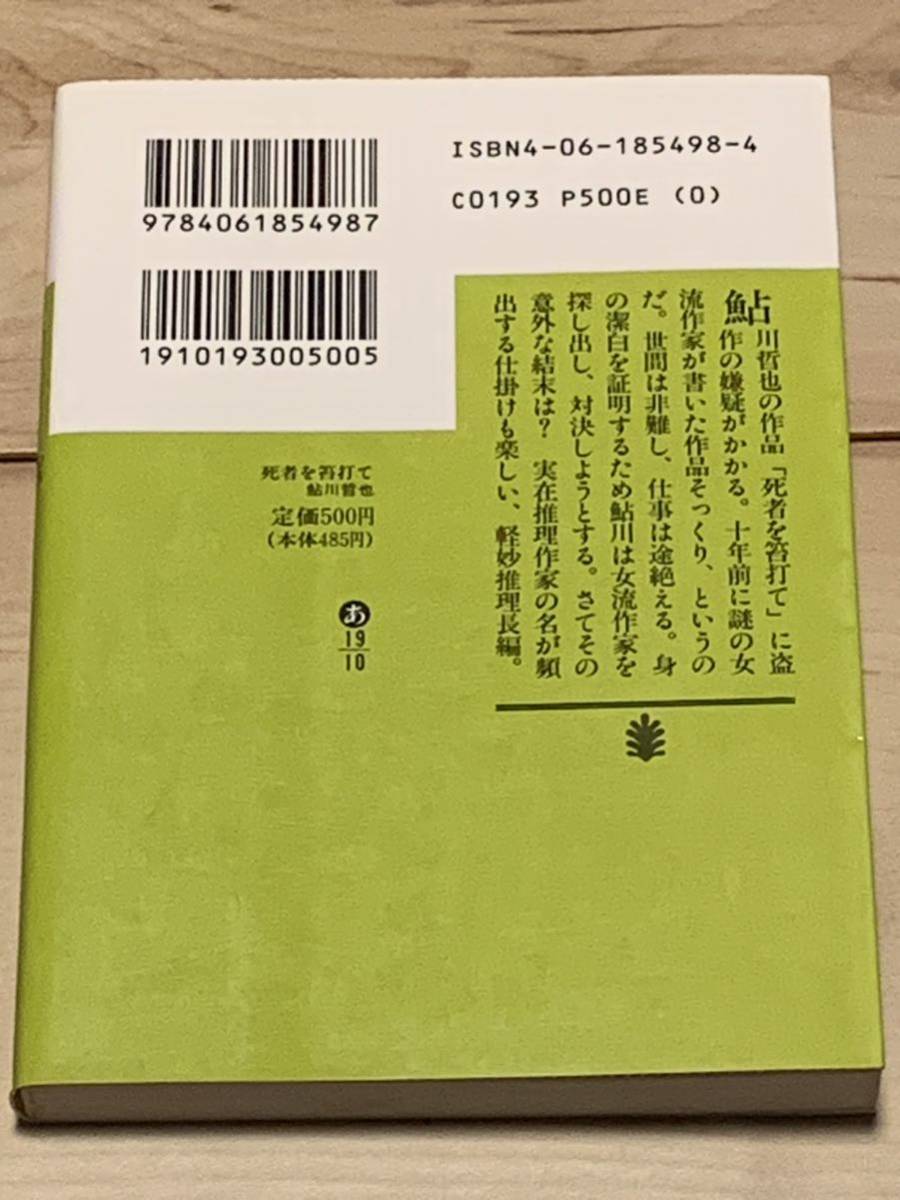 9784061854987
1910193005005
ISBN4-06-185498-4
C0193 P500E (0)
鮎川哲也の作品「死者を笞打て」に盗
作の嫌疑がかかる。十年前に謎の女
流作家が書いた作品そっくり、というの
だ。世間は非難し、仕事は途絶える。身
の潔白を証明するため鮎川は女流作家を
探し出し、対決しようとする。さてその
意外な結末は? 実在推理作家の名が頻
出する仕掛けも楽しい、軽妙推理長編。
死者を笞打て
鮎川哲也
定価500円
(本体485円)
あ
19
10